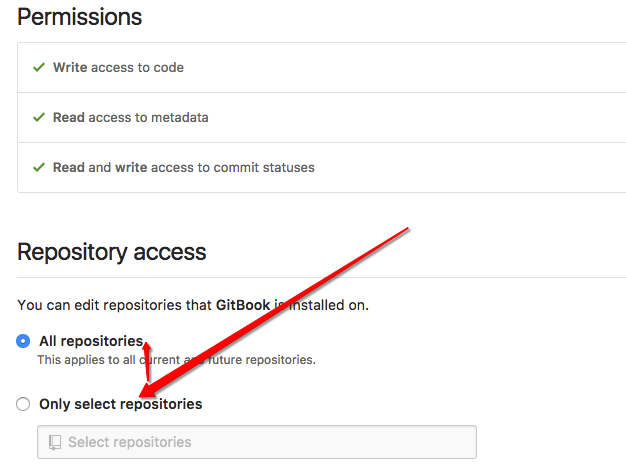 Permissions
Write access to code
Read access to metadata
Read and write access to commit statuses
Repository access
You can edit repositories that GitBook is installed on.
All repositories
This applies to all current and future repositories.
Only select repositories
Select repositories